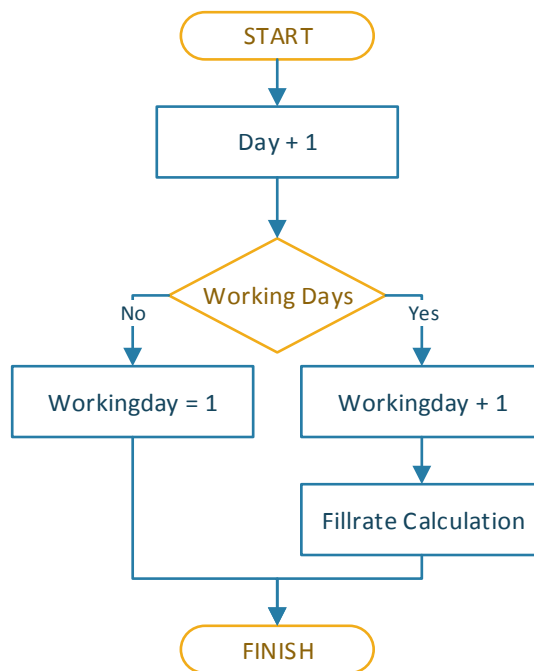 START
Day + 1
Working Days
No
Yes
Workingday = 1
Workingday + 1
Fillrate Calculation
FINISH